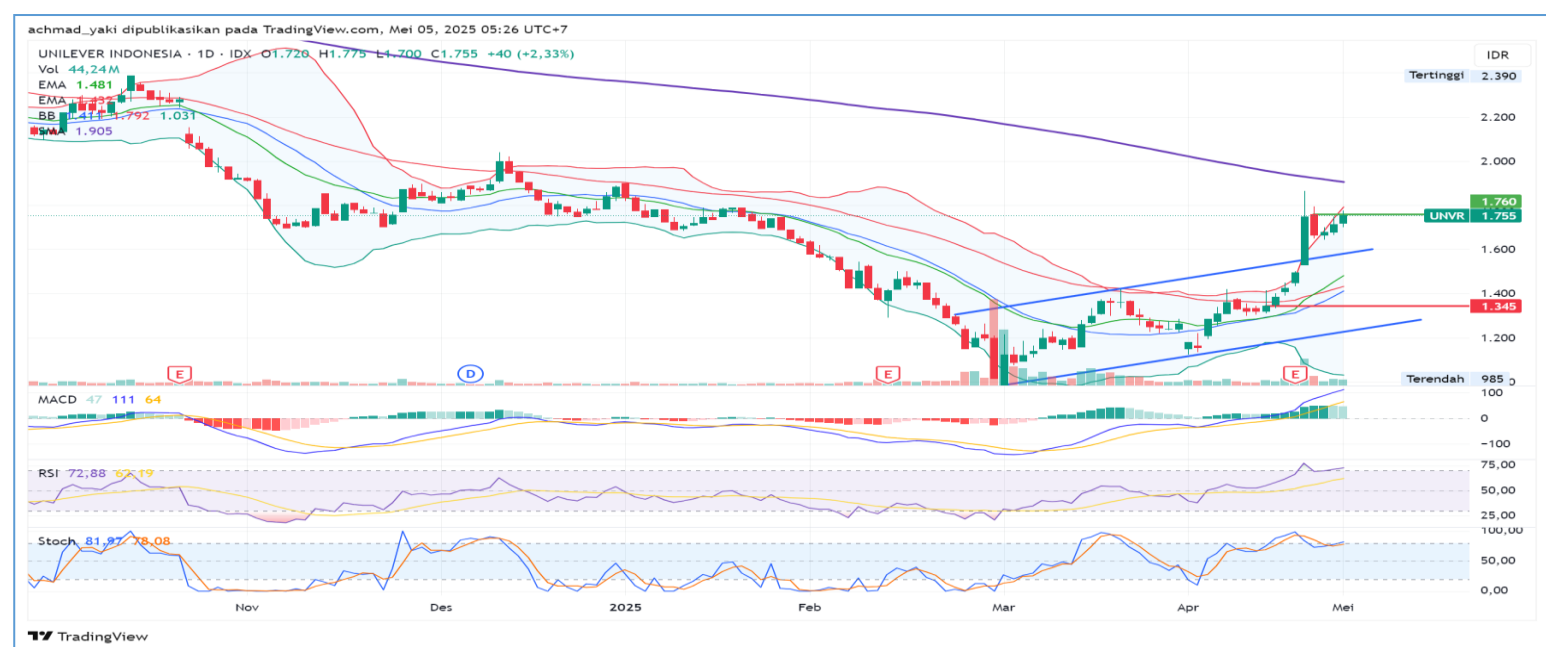 achmad_yaki dipublikasikan pada TradingView.com, Mei 05, 2025 05:26 UTC+7
UNILEVER INDONESIA · 1D · IDX O1.720 H1.775 L1.700 C1.755 +40 (+2,33%)
IDR
Vol 44,24M
Tertinggi 2.390
EMA 1.481
EMA 1.432
BB 1.411 1.792 1.031
SMA 1.905
2.200
2.000
1.760
UNVR 1.755
1.600
1.400
1.345
1.200
E D E E
Terendah 985
MACD 47 111 64
100
0
−100
RSI 72,88 62,19
75,00
50,00
25,00
Stoch 81,97 78,08
100,00
50,00
0,00
Nov Des 2025 Feb Mar Apr Mei
TradingView